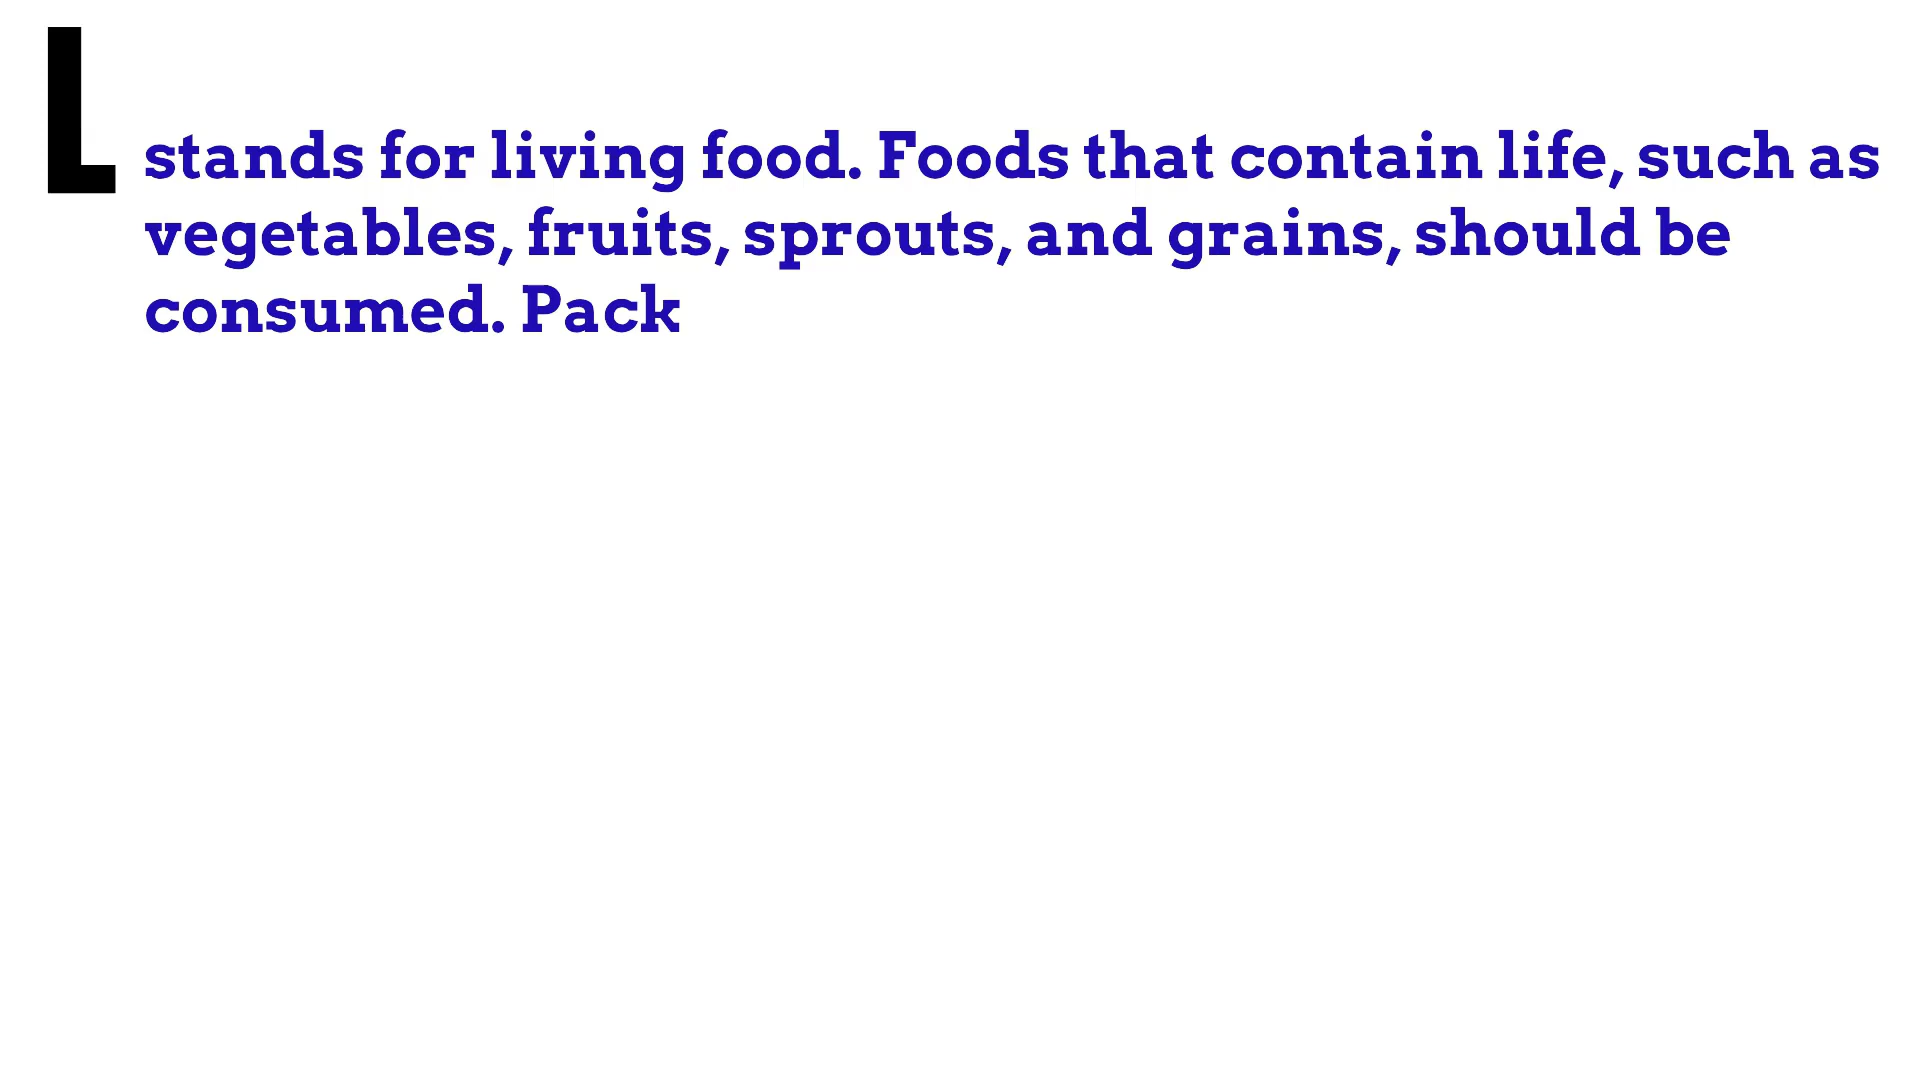 L
stands for living food. Foods that contain life, such as
vegetables, fruits, sprouts, and grains, should be
consumed. Pack